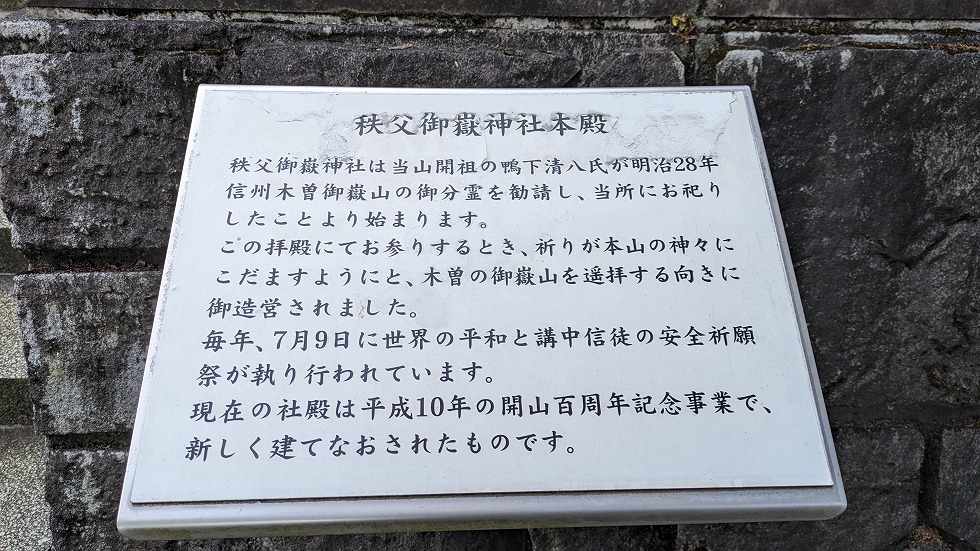 秩父御嶽神社本殿
秩父御嶽神社は当山開祖の鴨下清八氏が明治28年
信州木曽御嶽山の御分霊を勧請し、当所にお祀り
したことより始まります。
この拝殿にてお参りするとき、祈りが本山の神々に
こだますようにと、木曽の御嶽山を遥拝する向きに
御造営されました。
毎年、7月9日に世界の平和と講中信徒の安全祈願
祭が執り行われています。
現在の社殿は平成10年の開山百周年記念事業で、
新しく建てなおされたものです。